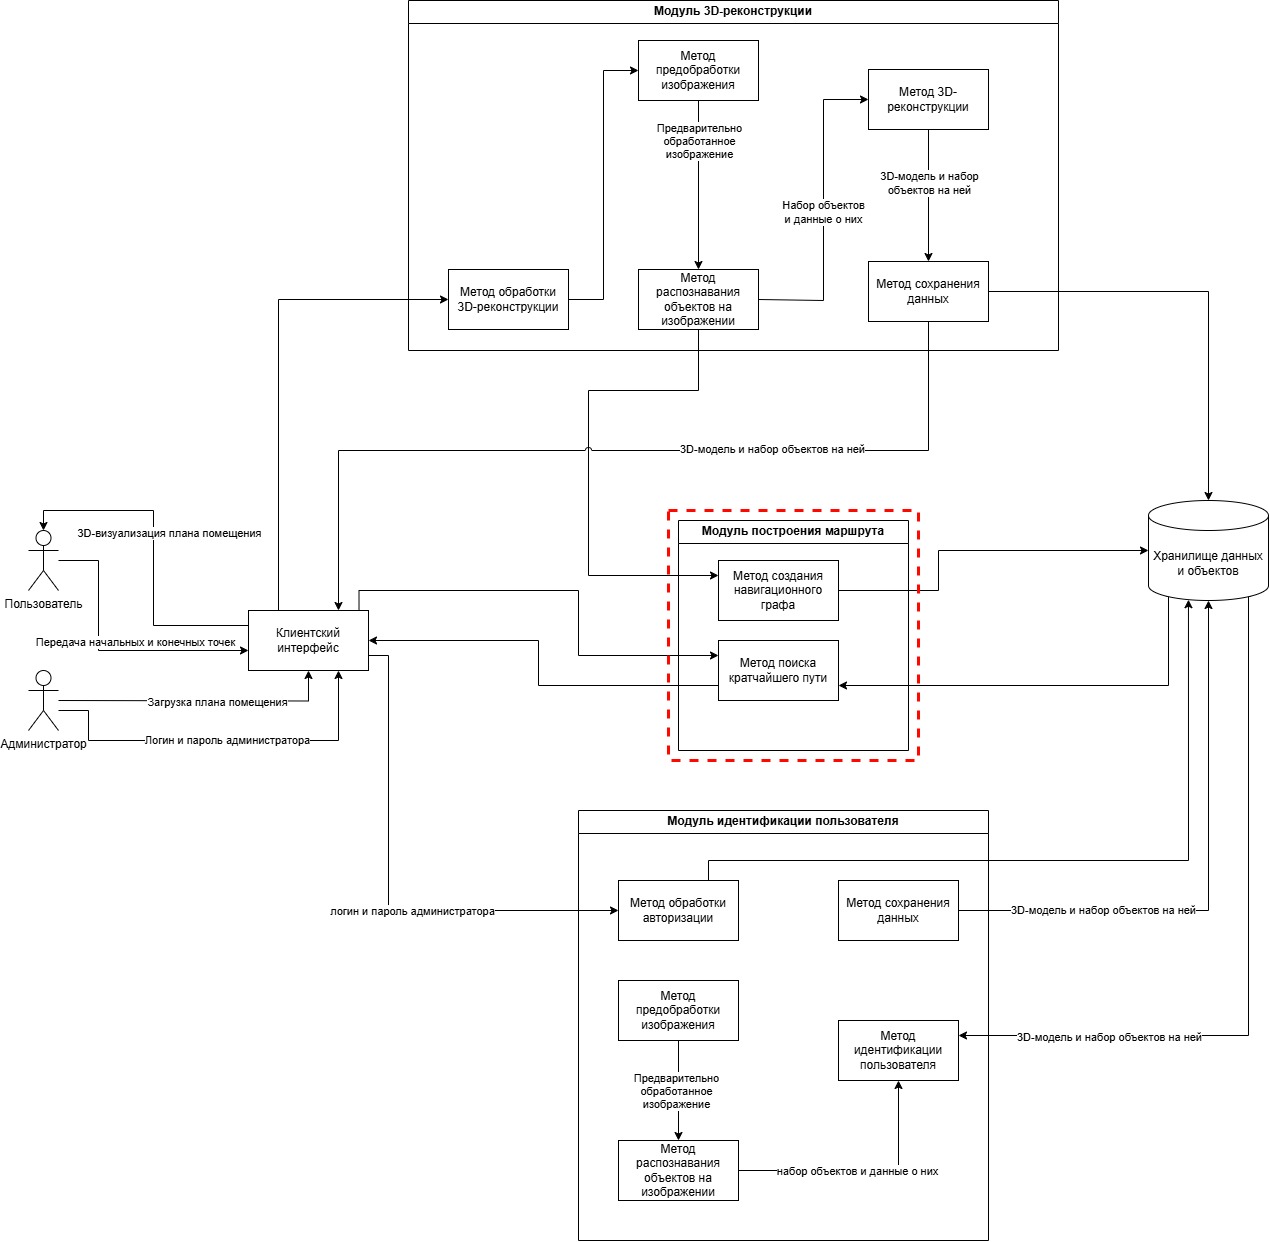 Модуль 3D-реконструкции
Метод
предобработки
изображения
Метод 3D-
реконструкции
Предварительно
обработанное
изображение
3D-модель и набор
объектов на ней
Набор объектов
и данные о них
Метод обработки
3D-реконструкции
Метод
распознавания
объектов на
изображении
Метод сохранения
данных
3D-модель и набор объектов на ней
Модуль построения маршрута
Метод создания
навигационного
графа
Метод поиска
кратчайшего пути
Хранилище данных
и объектов
3D-визуализация плана помещения
Пользователь
Передача начальных и конечных точек
Клиентский
интерфейс
Загрузка плана помещения
Логин и пароль администратора
Администратор
Модуль идентификации пользователя
логин и пароль администратора
Метод обработки
авторизации
Метод сохранения
данных
3D-модель и набор объектов на ней
Метод
предобработки
изображения
Метод
идентификации
пользователя
3D-модель и набор объектов на ней
Предварительно
обработанное
изображение
Метод
распознавания
объектов на
изображении
набор объектов и данные о них